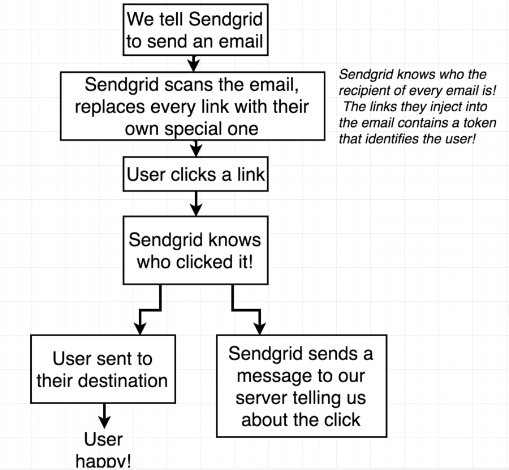 We tell Sendgrid
to send an email
Sendgrid scans the email,
replaces every link with their
own special one
Sendgrid knows who the
recipient of every email is!
The links they inject into
the email contains a token
that identifies the user!
User clicks a link
Sendgrid knows
who clicked it!
User sent to
their destination
Sendgrid sends a
message to our
server telling us
about the click
User
happy!